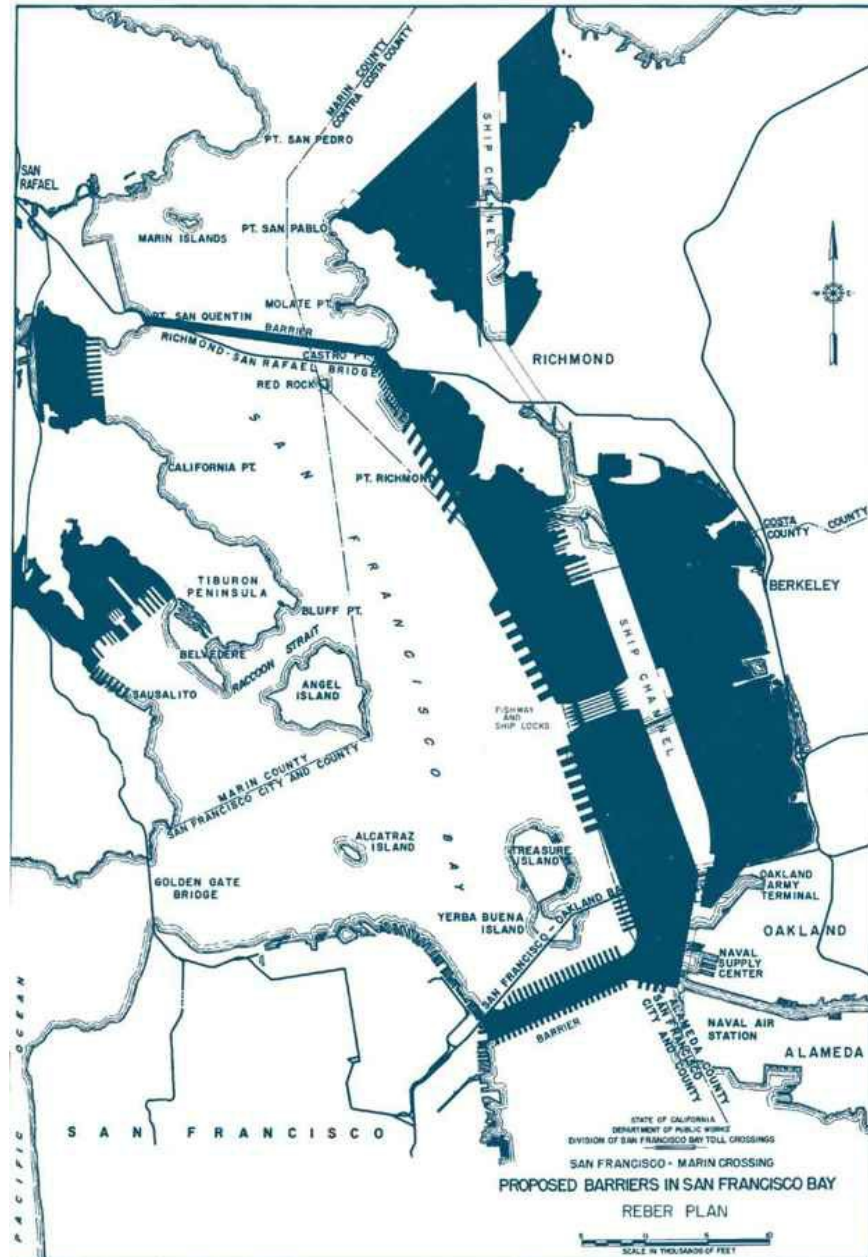 MARIN COUNTY
CONTRA COSTA COUNTY
SHIP CHANNEL
PT. SAN PEDRO
SAN
RAFAEL
MARIN ISLANDS
PT. SAN PABLO
MOLATE PT.
PT. SAN QUENTIN
BARRIER
RICHMOND-SAN RAFAEL BRIDGE
CASTRO PT.
RED ROCK
RICHMOND
SAN FRANCISCO BAY
CALIFORNIA PT.
PT. RICHMOND
COSTA
COUNTY COUNTY
BERKELEY
TIBURON
PENINSULA
BLUFF PT.
BELVEDERE
RACCOON STRAIT
ANGEL
ISLAND
SAUSALITO
SHIP CHANNEL
FISHWAY
AND
SHIP LOCKS
MARIN COUNTY
SAN FRANCISCO CITY AND COUNTY
ALCATRAZ
ISLAND
TREASURE
ISLAND
GOLDEN GATE
BRIDGE
YERBA BUENA
ISLAND
SAN FRANCISCO - OAKLAND BA
OAKLAND
ARMY
TERMINAL
OAKLAND
NAVAL
SUPPLY
CENTER
BARRIER
ALAMEDA COUNTY
SAN FRANCISCO
CITY AND COUNTY
NAVAL AIR
STATION
ALAMEDA
PACIFIC OCEAN
SAN FRANCISCO
STATE OF CALIFORNIA
DEPARTMENT OF PUBLIC WORKS
DIVISION OF SAN FRANCISCO BAY TOLL CROSSINGS
SAN FRANCISCO - MARIN CROSSING
PROPOSED BARRIERS IN SAN FRANCISCO BAY
REBER PLAN
SCALE IN THOUSANDS OF FEET